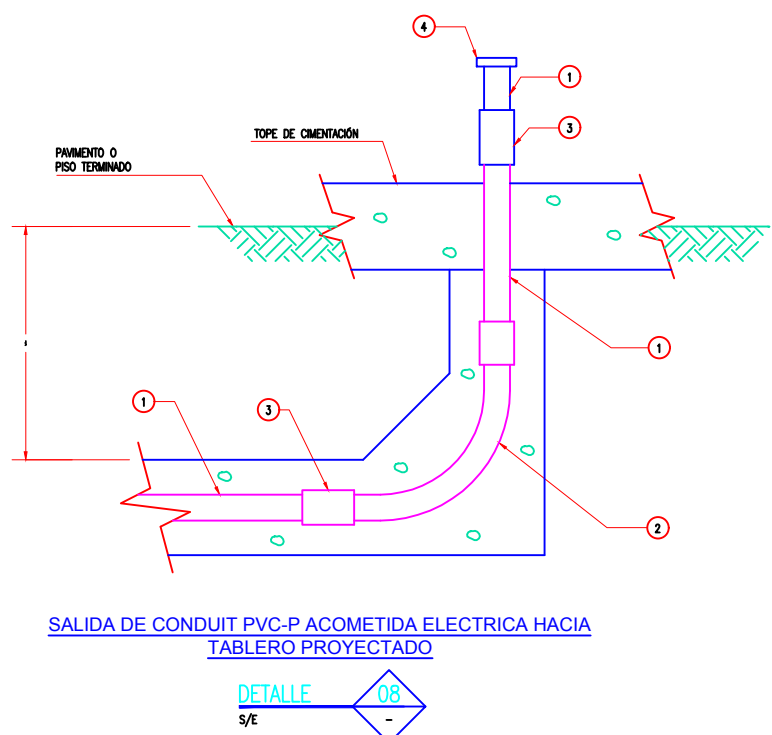 4
1
3
TOPE DE CIMENTACIÓN
PAVIMENTO O
PISO TERMINADO
1
1
3
2
SALIDA DE CONDUIT PVC-P ACOMETIDA ELECTRICA HACIA
TABLERO PROYECTADO
DETALLE 08
S/E -